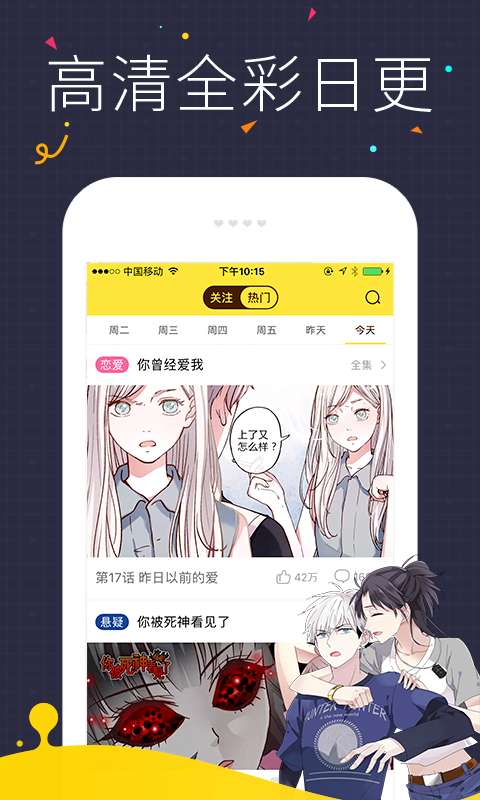 高清全彩日更
中国移动 下午10:15
关注 热门
周二 周三 周四 周五 昨天 今天
恋爱 你曾经爱我 全集
上了又
怎么样？
第17话 昨日以前的爱 42万
悬疑 你被死神看见了
HUNTER HUNTER